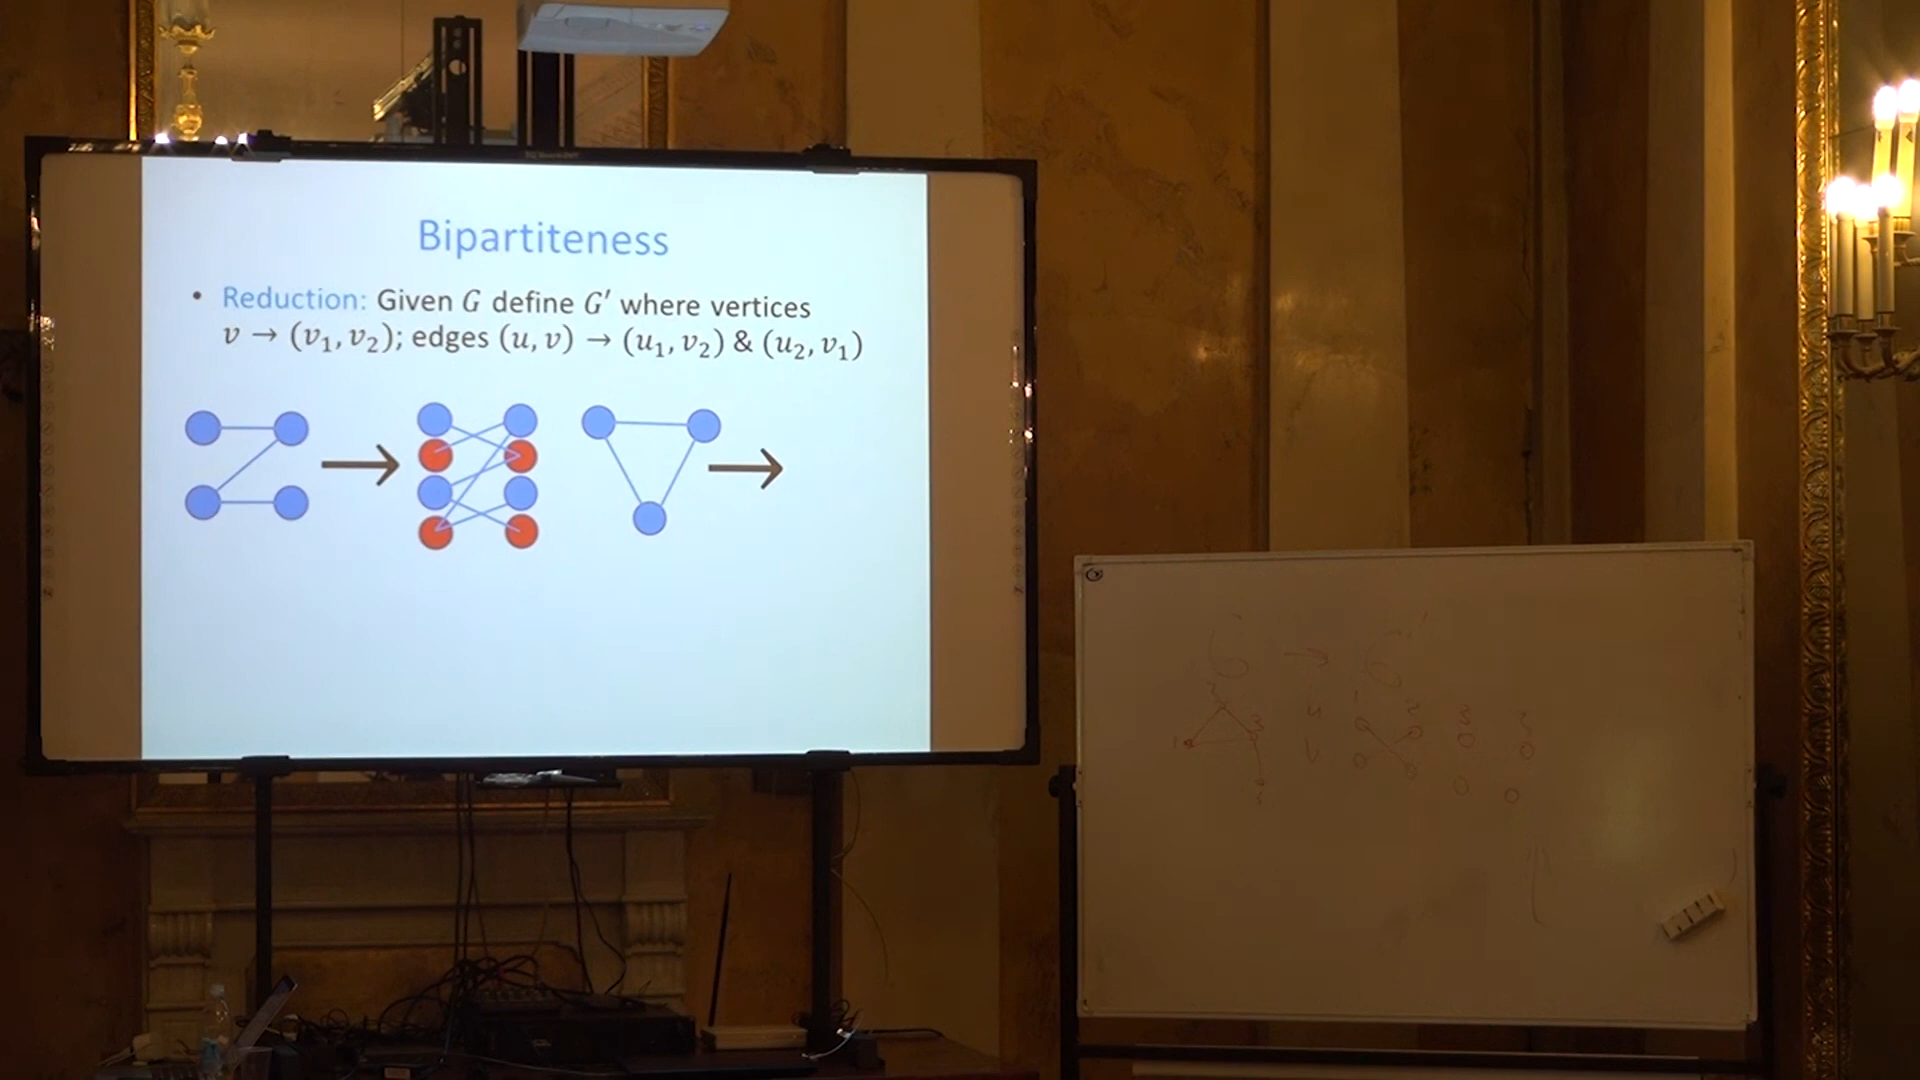 Bipartiteness
• Reduction: Given G define G′ where vertices
v → (v₁, v₂); edges (u, v) → (u₁, v₂) & (u₂, v₁)
G → G′